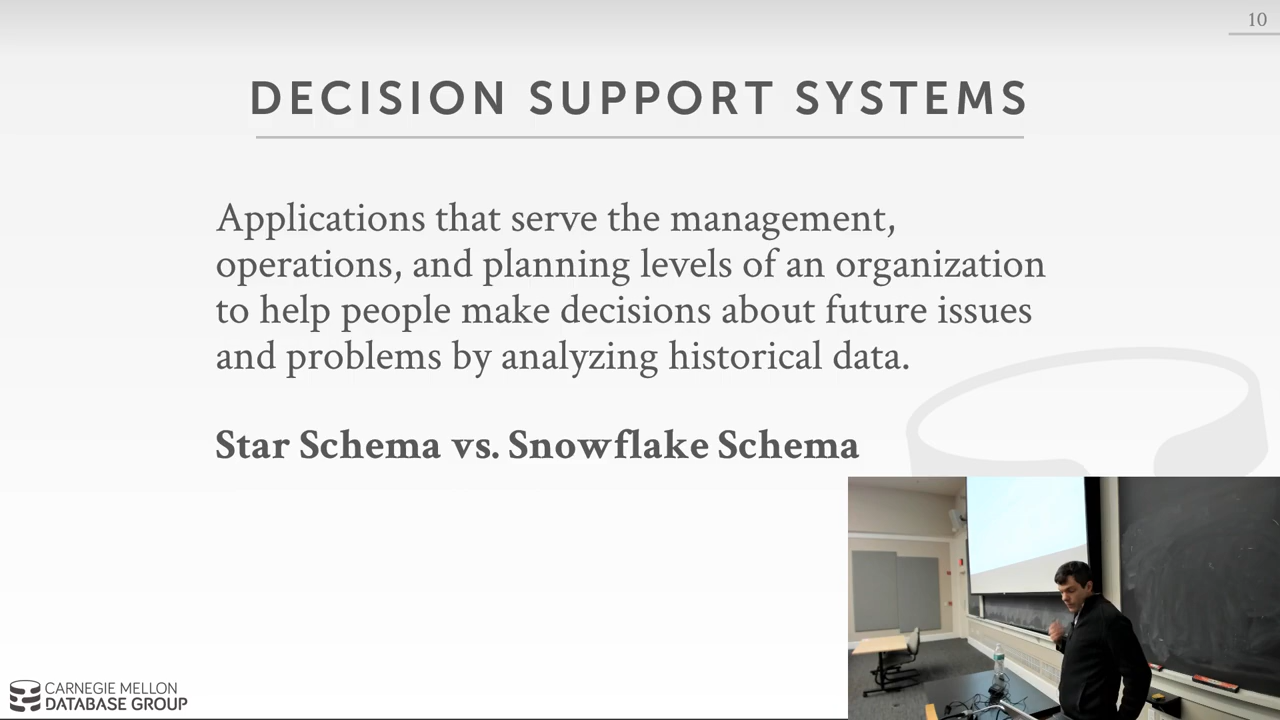 10
DECISION SUPPORT SYSTEMS
Applications that serve the management,
operations, and planning levels of an organization
to help people make decisions about future issues
and problems by analyzing historical data.
Star Schema vs. Snowflake Schema
CARNEGIE MELLON
DATABASE GROUP